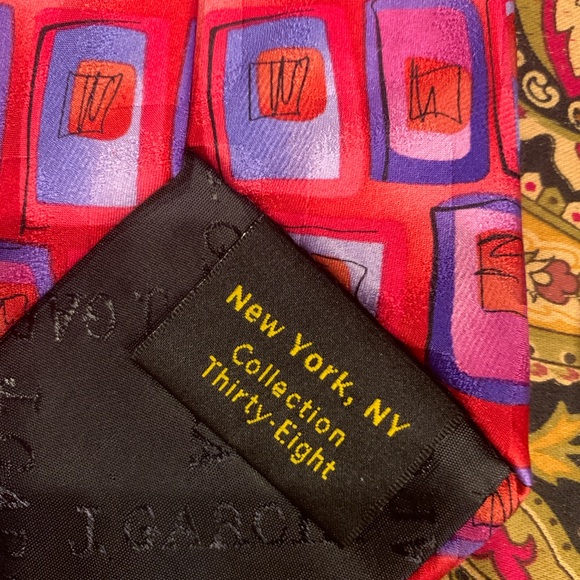 New York, NY
Collection
Thirty-Eight
J. GARCIA